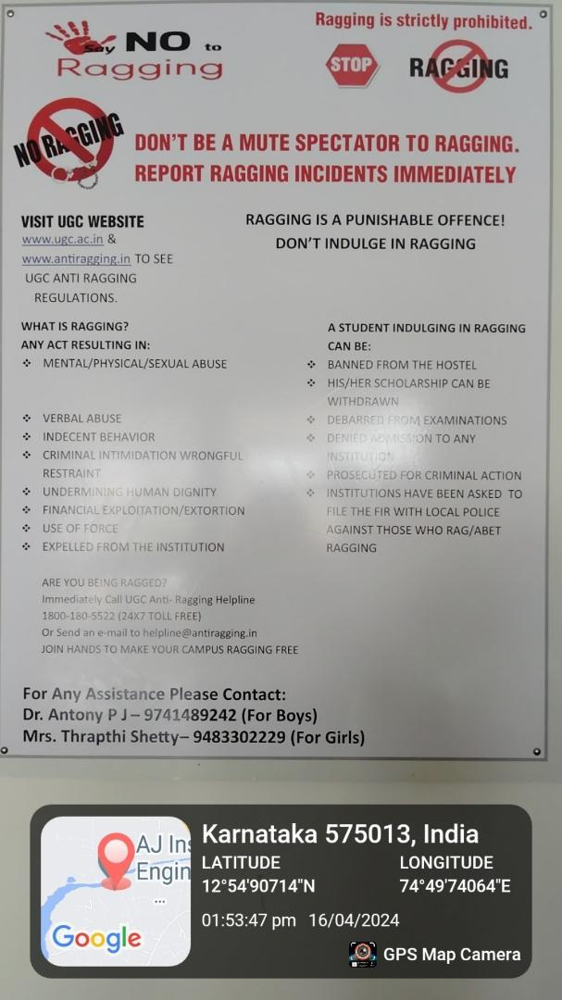 Ragging is strictly prohibited.
Say NO to
Ragging
STOP
RAGGING
NO RAGGING
DON'T BE A MUTE SPECTATOR TO RAGGING.
REPORT RAGGING INCIDENTS IMMEDIATELY
VISIT UGC WEBSITE
www.ugc.ac.in &
www.antiragging.in TO SEE
UGC ANTI RAGGING
REGULATIONS.
RAGGING IS A PUNISHABLE OFFENCE!
DON'T INDULGE IN RAGGING
WHAT IS RAGGING?
ANY ACT RESULTING IN:
❖ MENTAL/PHYSICAL/SEXUAL ABUSE
❖ VERBAL ABUSE
❖ INDECENT BEHAVIOR
❖ CRIMINAL INTIMIDATION WRONGFUL
RESTRAINT
❖ UNDERMINING HUMAN DIGNITY
❖ FINANCIAL EXPLOITATION/EXTORTION
❖ USE OF FORCE
❖ EXPELLED FROM THE INSTITUTION
A STUDENT INDULGING IN RAGGING
CAN BE:
❖ BANNED FROM THE HOSTEL
❖ HIS/HER SCHOLARSHIP CAN BE
WITHDRAWN
❖ DEBARRED FROM EXAMINATIONS
❖ DENIED ADMISSION TO ANY
INSTITUTION
❖ PROSECUTED FOR CRIMINAL ACTION
❖ INSTITUTIONS HAVE BEEN ASKED TO
FILE THE FIR WITH LOCAL POLICE
AGAINST THOSE WHO RAG/ABET
RAGGING
ARE YOU BEING RAGGED?
Immediately Call UGC Anti- Ragging Helpline
1800-180-5522 (24X7 TOLL FREE)
Or Send an e-mail to helpline@antiragging.in
JOIN HANDS TO MAKE YOUR CAMPUS RAGGING FREE
For Any Assistance Please Contact:
Dr. Antony P J – 9741489242 (For Boys)
Mrs. Thrapthi Shetty– 9483302229 (For Girls)
AJ Ins
Engin
Google
Karnataka 575013, India
LATITUDE
12°54'90714"N
LONGITUDE
74°49'74064"E
01:53:47 pm 16/04/2024
GPS Map Camera